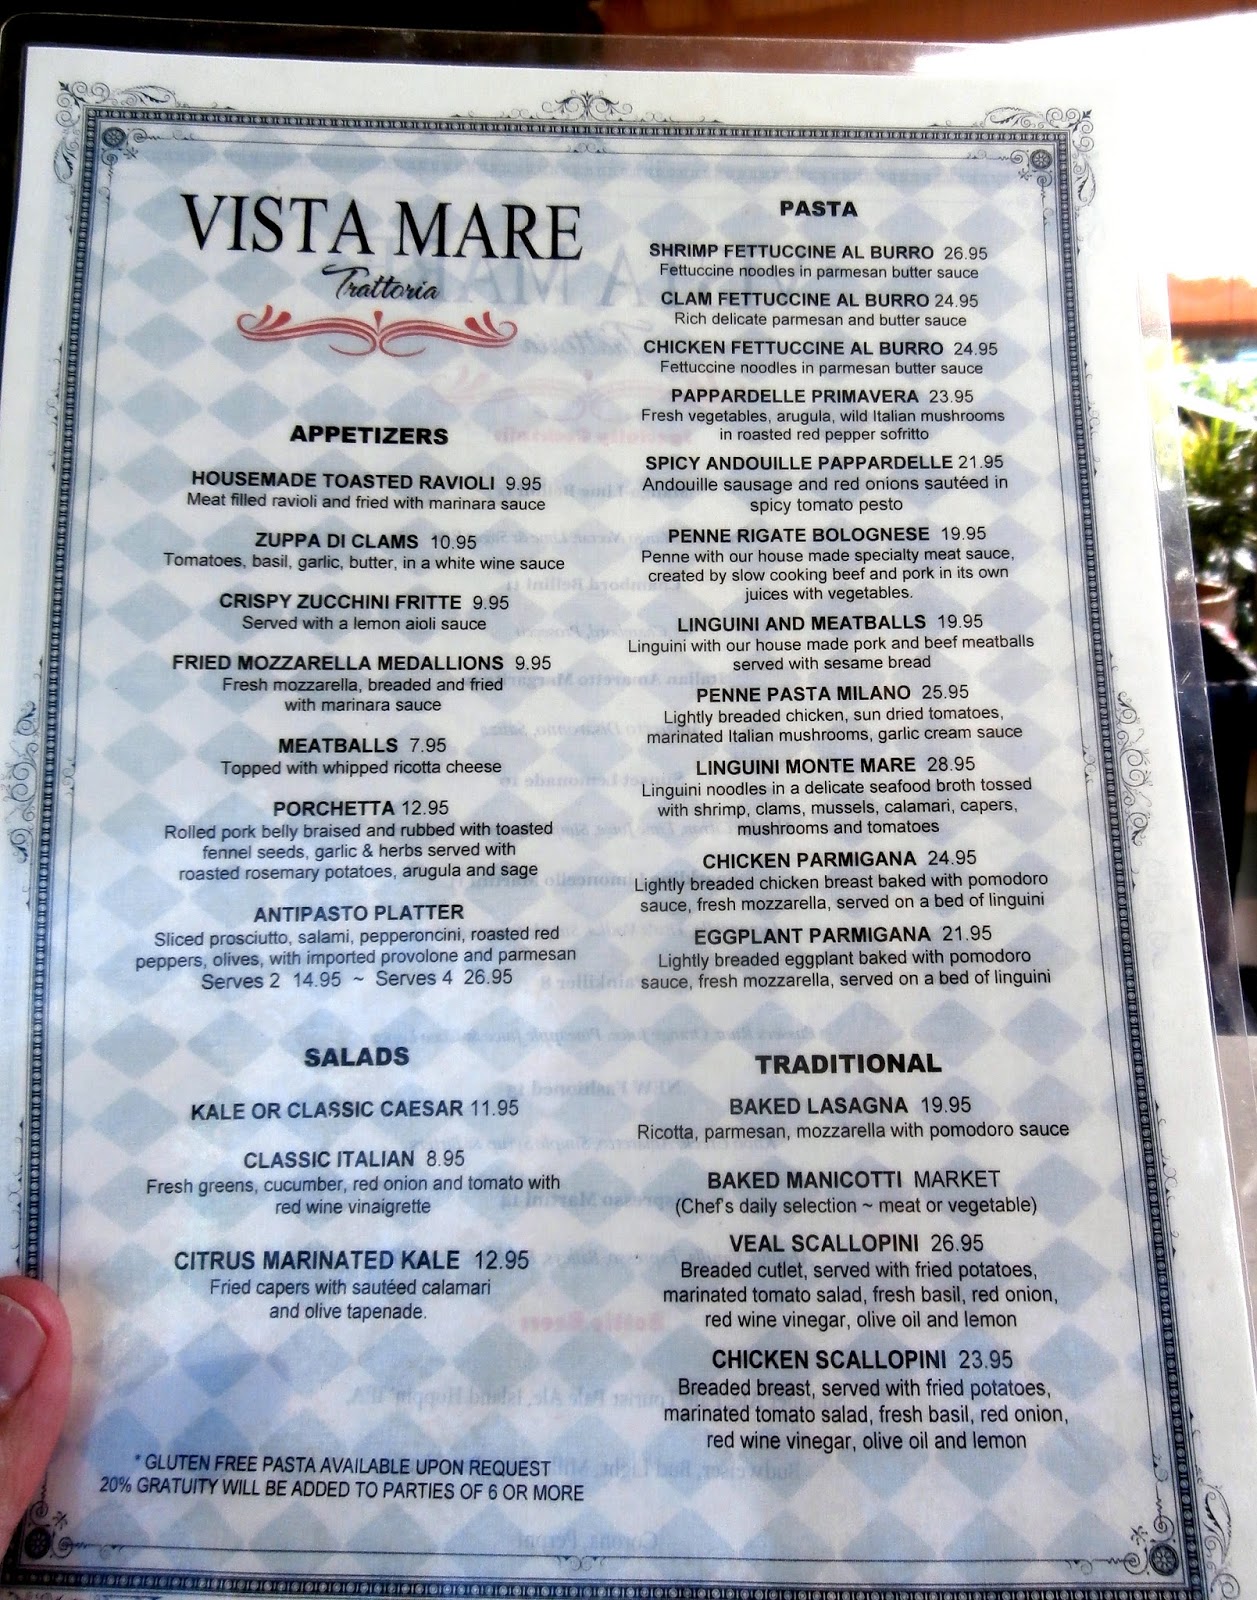 VISTA MARE
Trattoria
APPETIZERS
HOUSEMADE TOASTED RAVIOLI 9.95
Meat filled ravioli and fried with marinara sauce
ZUPPA DI CLAMS 10.95
Tomatoes, basil, garlic, butter, in a white wine sauce
CRISPY ZUCCHINI FRITTE 9.95
Served with a lemon aioli sauce
FRIED MOZZARELLA MEDALLIONS 9.95
Fresh mozzarella, breaded and fried
with marinara sauce
MEATBALLS 7.95
Topped with whipped ricotta cheese
PORCHETTA 12.95
Rolled pork belly braised and rubbed with toasted
fennel seeds, garlic & herbs served with
roasted rosemary potatoes, arugula and sage
ANTIPASTO PLATTER
Sliced prosciutto, salami, pepperoncini, roasted red
peppers, olives, with imported provolone and parmesan
Serves 2 14.95 ~ Serves 4 26.95
SALADS
KALE OR CLASSIC CAESAR 11.95
CLASSIC ITALIAN 8.95
Fresh greens, cucumber, red onion and tomato with
red wine vinaigrette
CITRUS MARINATED KALE 12.95
Fried capers with sautéed calamari
and olive tapenade.
* GLUTEN FREE PASTA AVAILABLE UPON REQUEST
20% GRATUITY WILL BE ADDED TO PARTIES OF 6 OR MORE
PASTA
SHRIMP FETTUCCINE AL BURRO 26.95
Fettuccine noodles in parmesan butter sauce
CLAM FETTUCCINE AL BURRO 24.95
Rich delicate parmesan and butter sauce
CHICKEN FETTUCCINE AL BURRO 24.95
Fettuccine noodles in parmesan butter sauce
PAPPARDELLE PRIMAVERA 23.95
Fresh vegetables, arugula, wild Italian mushrooms
in roasted red pepper sofritto
SPICY ANDOUILLE PAPPARDELLE 21.95
Andouille sausage and red onions sautéed in
spicy tomato pesto
PENNE RIGATE BOLOGNESE 19.95
Penne with our house made specialty meat sauce,
created by slow cooking beef and pork in its own
juices with vegetables.
LINGUINI AND MEATBALLS 19.95
Linguini with our house made pork and beef meatballs
served with sesame bread
PENNE PASTA MILANO 25.95
Lightly breaded chicken, sun dried tomatoes,
marinated Italian mushrooms, garlic cream sauce
LINGUINI MONTE MARE 28.95
Linguini noodles in a delicate seafood broth tossed
with shrimp, clams, mussels, calamari, capers,
mushrooms and tomatoes
CHICKEN PARMIGANA 24.95
Lightly breaded chicken breast baked with pomodoro
sauce, fresh mozzarella, served on a bed of linguini
EGGPLANT PARMIGANA 21.95
Lightly breaded eggplant baked with pomodoro
sauce, fresh mozzarella, served on a bed of linguini
TRADITIONAL
BAKED LASAGNA 19.95
Ricotta, parmesan, mozzarella with pomodoro sauce
BAKED MANICOTTI MARKET
(Chef's daily selection ~ meat or vegetable)
VEAL SCALLOPINI 26.95
Breaded cutlet, served with fried potatoes,
marinated tomato salad, fresh basil, red onion,
red wine vinegar, olive oil and lemon
CHICKEN SCALLOPINI 23.95
Breaded breast, served with fried potatoes,
marinated tomato salad, fresh basil, red onion,
red wine vinegar, olive oil and lemon